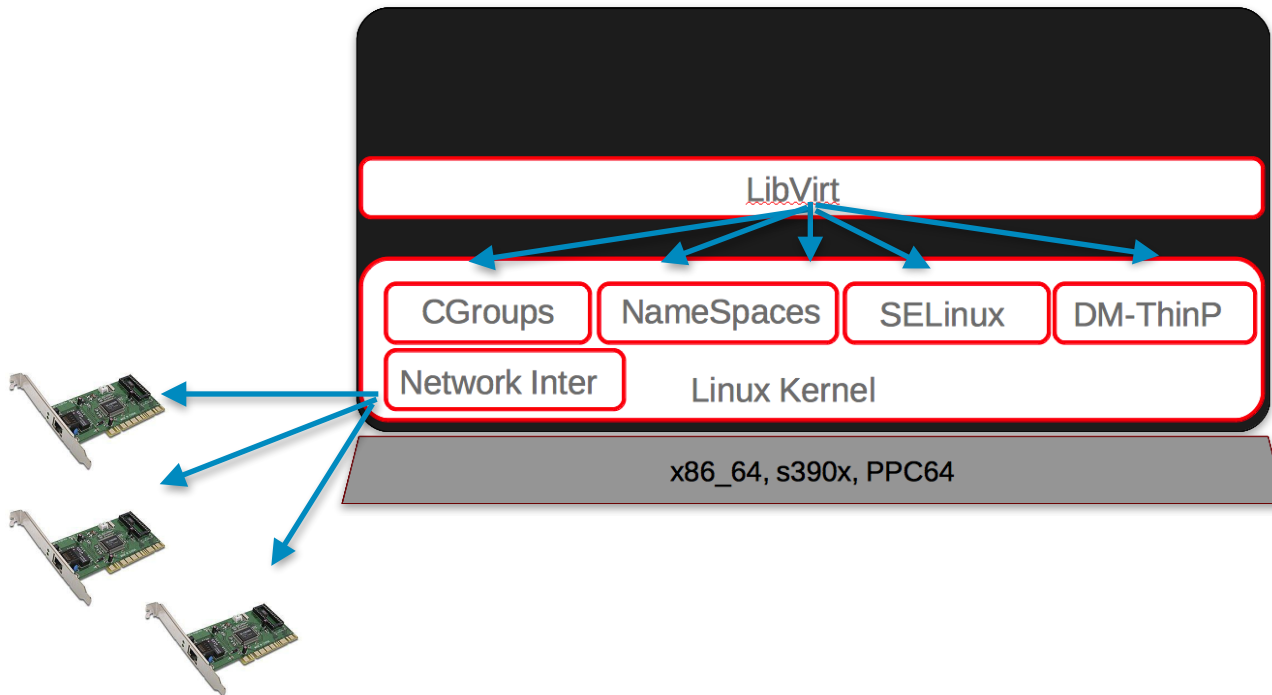 LibVirt
CGroups
NameSpaces
SELinux
DM-ThinP
Network Inter
Linux Kernel
x86_64, s390x, PPC64